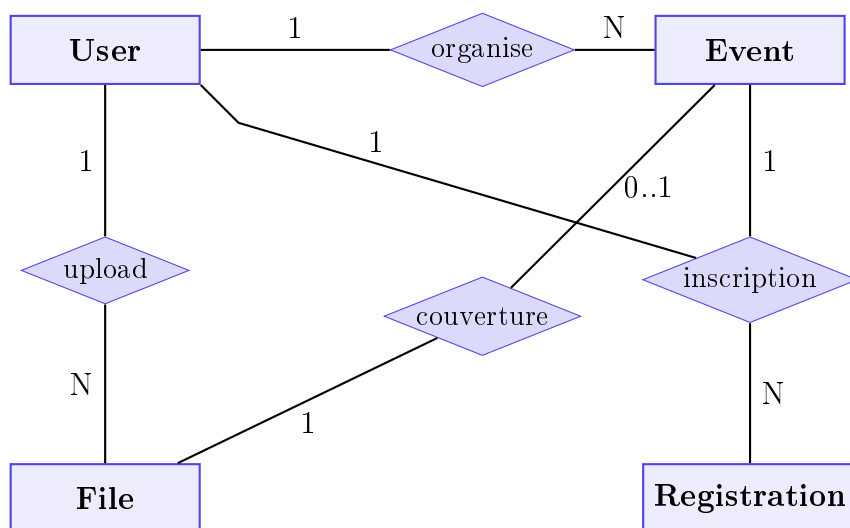 User
1
organise
N
Event
1
1
0..1
1
upload
couverture
inscription
N
1
N
File
Registration